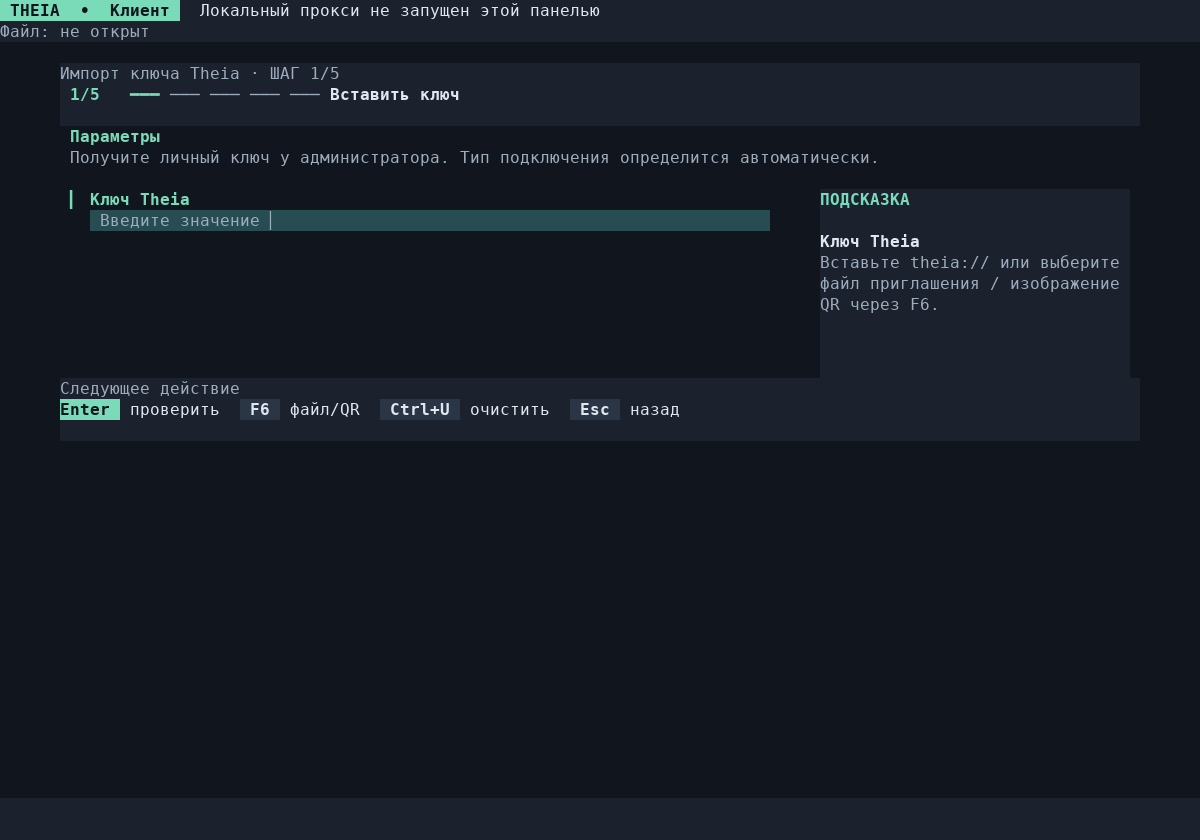 THEIA • Клиент Локальный прокси не запущен этой панелью
Файл: не открыт
Импорт ключа Theia · ШАГ 1/5
1/5 ━━━ ─── ─── ─── ─── Вставить ключ
Параметры
Получите личный ключ у администратора. Тип подключения определится автоматически.
Ключ Theia
Введите значение
ПОДСКАЗКА
Ключ Theia
Вставьте theia:// или выберите
файл приглашения / изображение
QR через F6.
Следующее действие
Enter проверить F6 файл/QR Ctrl+U очистить Esc назад